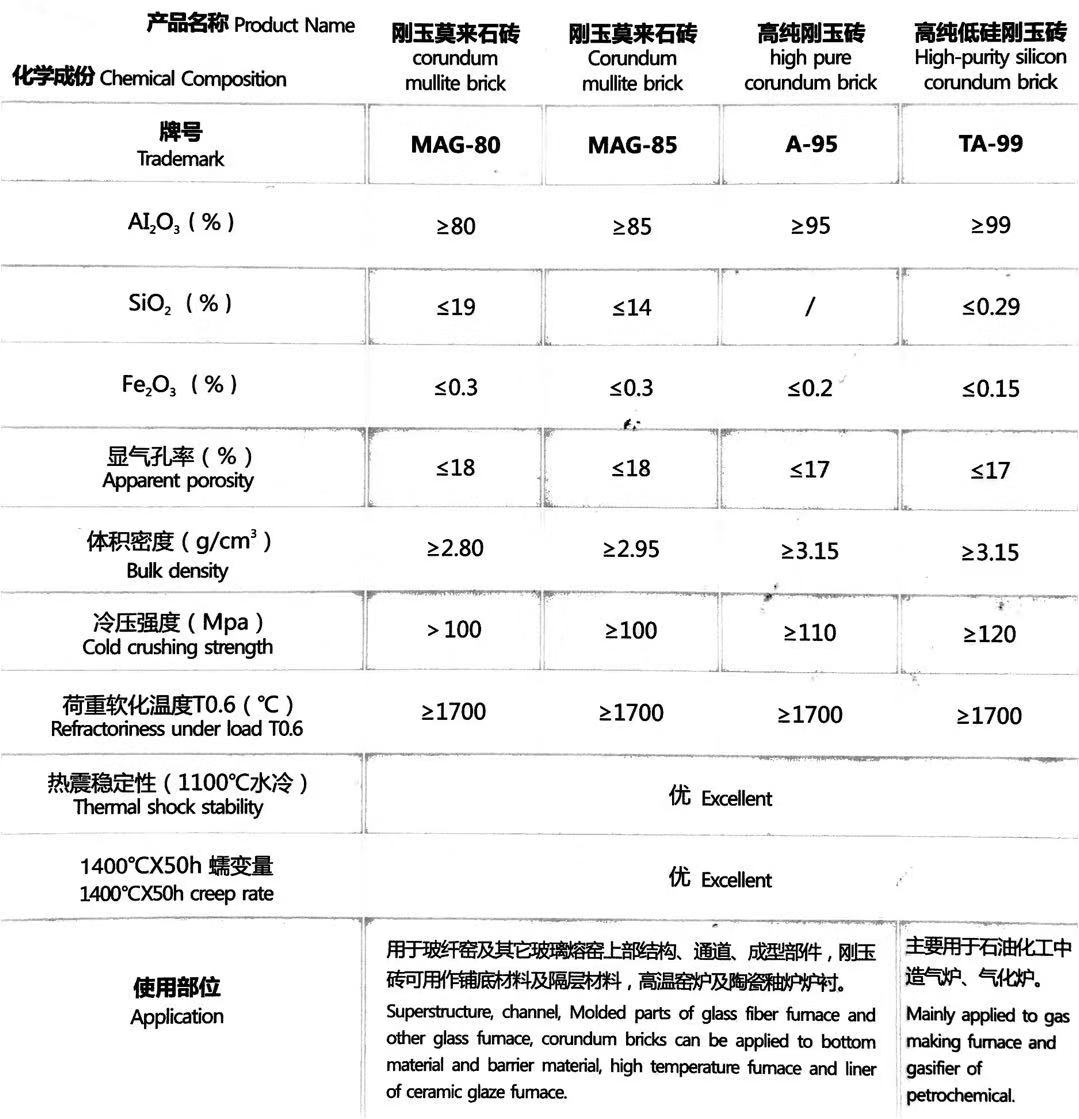 产品名称 Product Name
化学成份 Chemical Composition
刚玉莫来石砖
corundum
mullite brick
刚玉莫来石砖
Corundum
mullite brick
高纯刚玉砖
high pure
corundum brick
高纯低硅刚玉砖
High-purity silicon
corundum brick
牌号
Trademark
MAG-80
MAG-85
A-95
TA-99
AI₂O₃（%）
≥80
≥85
≥95
≥99
SiO₂（%）
≤19
≤14
/
≤0.29
Fe₂O₃（%）
≤0.3
≤0.3
≤0.2
≤0.15
显气孔率（%）
Apparent porosity
≤18
≤18
≤17
≤17
体积密度（g/cm³）
Bulk density
≥2.80
≥2.95
≥3.15
≥3.15
冷压强度（Mpa）
Cold crushing strength
>100
≥100
≥110
≥120
荷重软化温度T0.6（℃）
Refractoriness under load T0.6
≥1700
≥1700
≥1700
≥1700
热震稳定性（1100℃水冷）
Thermal shock stability
优 Excellent
1400℃X50h 蠕变量
1400℃X50h creep rate
优 Excellent
使用部位
Application
用于玻纤窑及其它玻璃熔窑上部结构、通道、成型部件，刚玉
砖可用作铺底材料及隔层材料，高温窑炉及陶瓷釉炉炉衬。
Superstructure, channel, Molded parts of glass fiber furnace and
other glass furnace, corundum bricks can be applied to bottom
material and barrier material, high temperature furnace and liner
of ceramic glaze furnace.
主要用于石油化工中
造气炉、气化炉。
Mainly applied to gas
making furnace and
gasifier of
petrochemical.